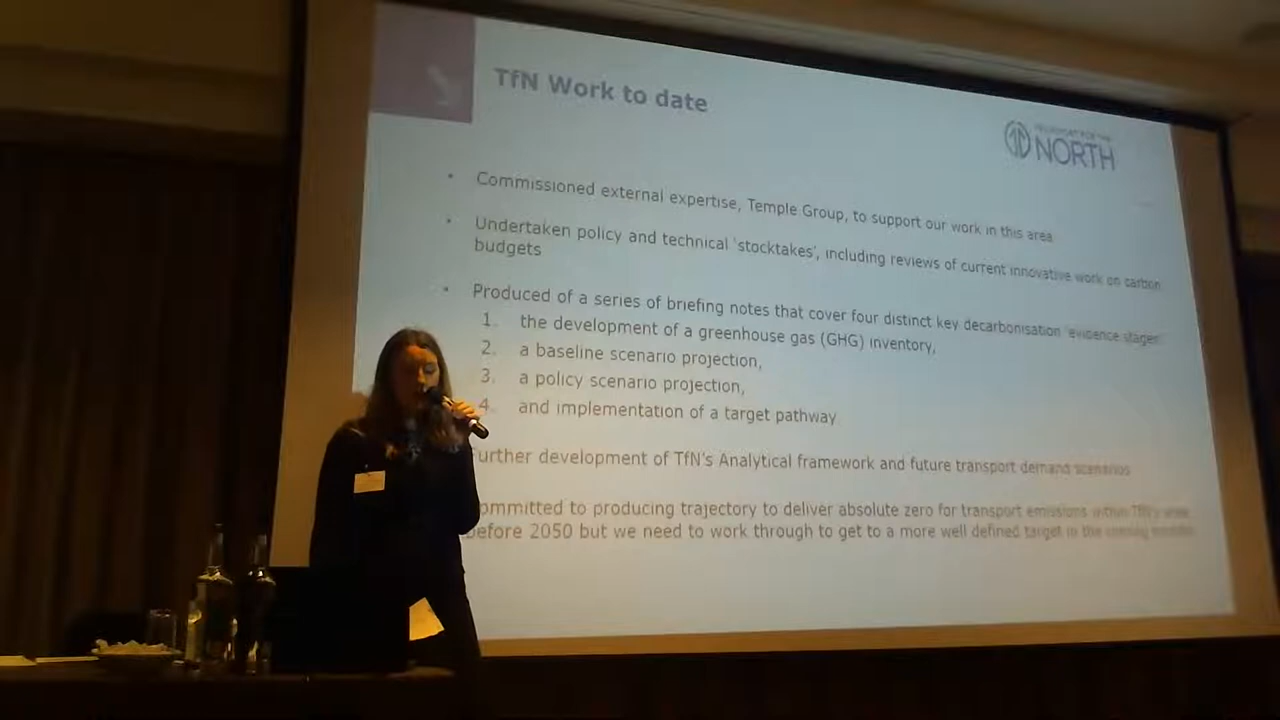 TfN Work to date
TRANSPORT FOR THE
NORTH
• Commissioned external expertise, Temple Group, to support our work in this area
• Undertaken policy and technical 'stocktakes', including reviews of current innovative work on carbon
budgets
• Produced of a series of briefing notes that cover four distinct key decarbonisation 'evidence stages'
1. the development of a greenhouse gas (GHG) inventory,
2. a baseline scenario projection,
3. a policy scenario projection,
4. and implementation of a target pathway
Further development of TfN's Analytical framework and future transport demand scenarios
ommitted to producing trajectory to deliver absolute zero for transport emissions within TfN's
before 2050 but we need to work through to get to a more well defined target in the coming months